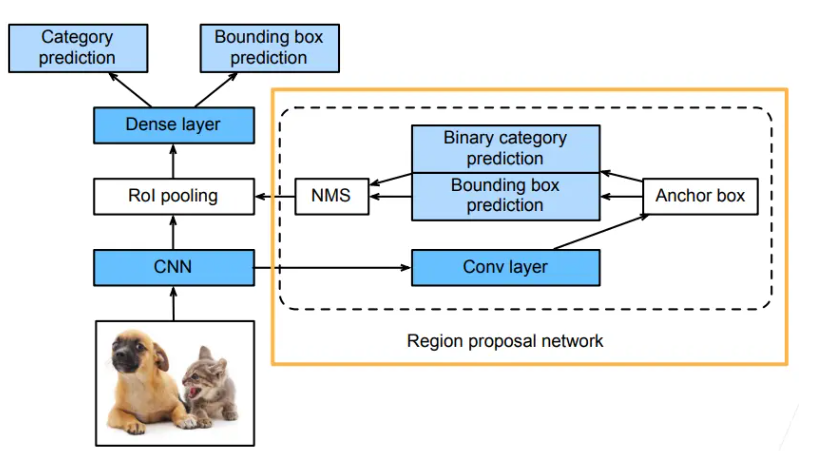 Category
prediction
Bounding box
prediction
Dense layer
Binary category
prediction
RoI pooling
NMS
Bounding box
prediction
Anchor box
CNN
Conv layer
Region proposal network